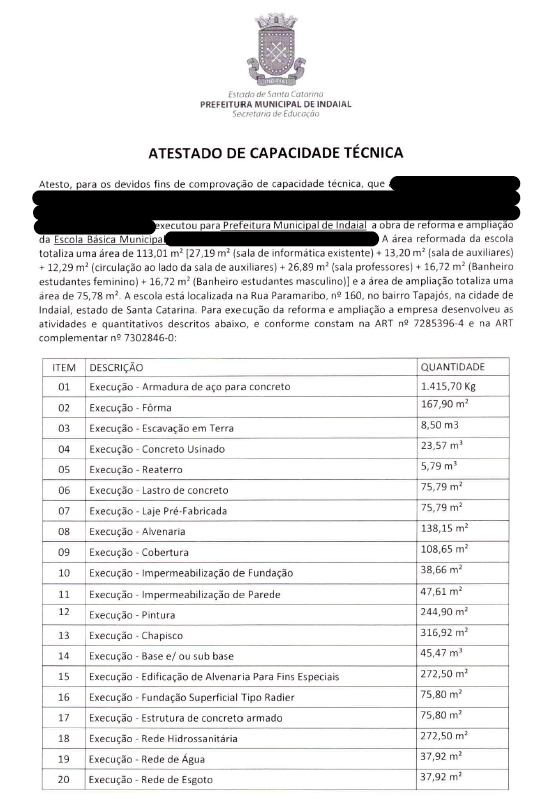 INDAIAL
Estado de Santa Catarina
PREFEITURA MUNICIPAL DE INDAIAL
Secretaria de Educação
ATESTADO DE CAPACIDADE TÉCNICA
Atesto, para os devidos fins de comprovação de capacidade técnica, que
executou para Prefeitura Municipal de Indaial a obra de reforma e ampliação
da Escola Básica Municipal A área reformada da escola
totaliza uma área de 113,01 m² [27,19 m² (sala de informática existente) + 13,20 m² (sala de auxiliares)
+ 12,29 m² (circulação ao lado da sala de auxiliares) + 26,89 m² (sala professores) + 16,72 m² (Banheiro
estudantes feminino) + 16,72 m² (Banheiro estudantes masculino)] e a área de ampliação totaliza uma
área de 75,78 m². A escola está localizada na Rua Paramaribo, nº 160, no bairro Tapajós, na cidade de
Indaial, estado de Santa Catarina. Para execução da reforma e ampliação a empresa desenvolveu as
atividades e quantitativos descritos abaixo, e conforme constam na ART nº 7285396-4 e na ART
complementar nº 7302846-0:
ITEM DESCRIÇÃO QUANTIDADE
01 Execução - Armadura de aço para concreto 1.415,70 Kg
02 Execução - Fôrma 167,90 m²
03 Execução - Escavação em Terra 8,50 m3
04 Execução - Concreto Usinado 23,57 m³
05 Execução - Reaterro 5,79 m³
06 Execução - Lastro de concreto 75,79 m²
07 Execução - Laje Pré-Fabricada 75,79 m²
08 Execução - Alvenaria 138,15 m²
09 Execução - Cobertura 108,65 m²
10 Execução - Impermeabilização de Fundação 38,66 m²
11 Execução - Impermeabilização de Parede 47,61 m²
12 Execução - Pintura 244,90 m²
13 Execução - Chapisco 316,92 m²
14 Execução - Base e/ ou sub base 45,47 m³
15 Execução - Edificação de Alvenaria Para Fins Especiais 272,50 m²
16 Execução - Fundação Superficial Tipo Radier 75,80 m²
17 Execução - Estrutura de concreto armado 75,80 m²
18 Execução - Rede Hidrossanitária 272,50 m²
19 Execução - Rede de Água 37,92 m²
20 Execução - Rede de Esgoto 37,92 m²